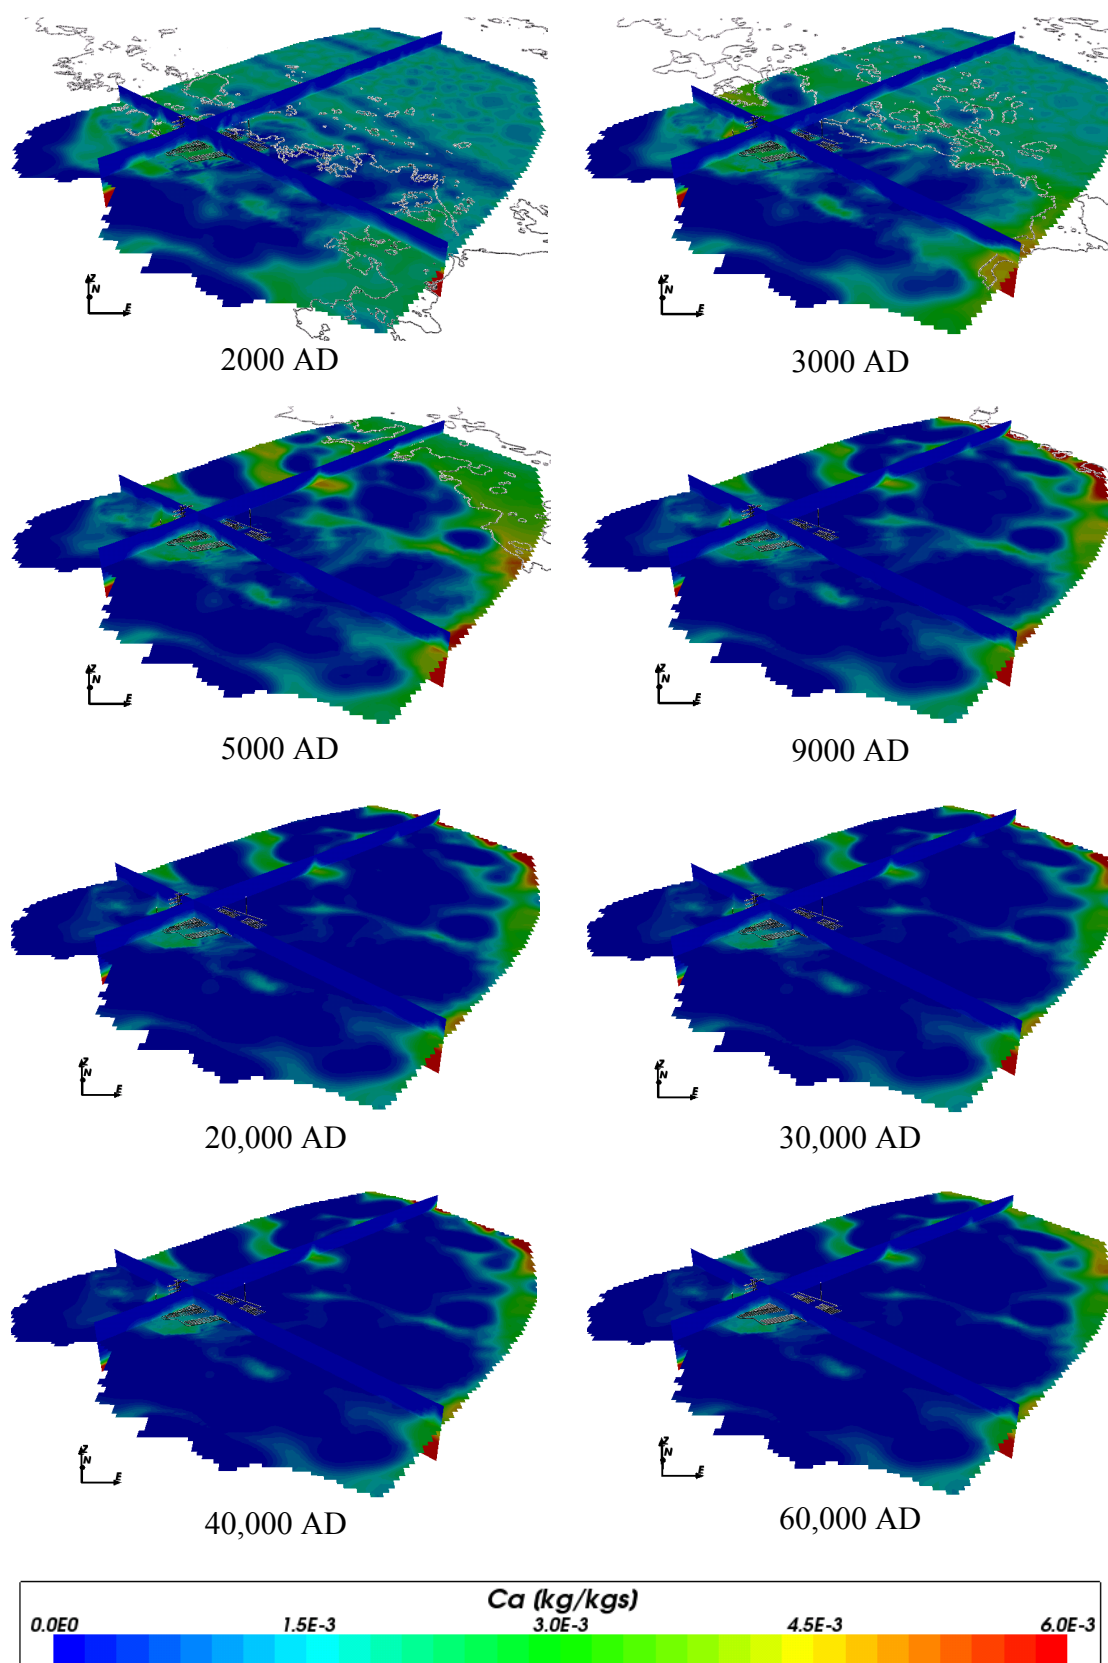 Z
N
E
Z
N
E
2000 AD
3000 AD
Z
N
E
Z
N
E
5000 AD
9000 AD
Z
N
E
Z
N
E
20,000 AD
30,000 AD
Z
N
E
Z
N
E
40,000 AD
60,000 AD
Ca (kg/kgs)
0.0E0 1.5E-3 3.0E-3 4.5E-3 6.0E-3